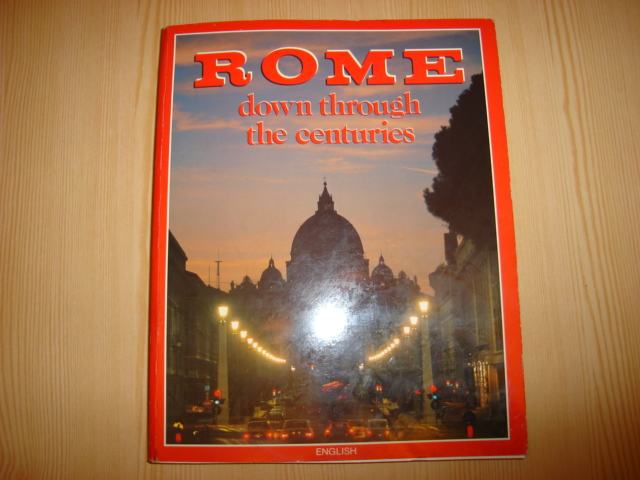 ROME
down through
the centuries
ENGLISH